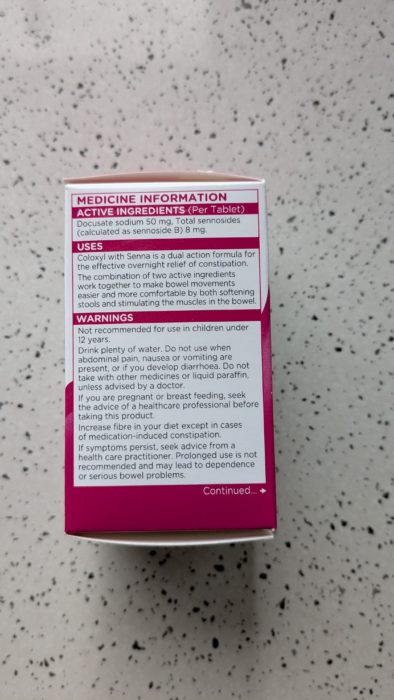 MEDICINE INFORMATION
ACTIVE INGREDIENTS (Per Tablet)
Docusate sodium 50 mg, Total sennosides
(calculated as sennoside B) 8 mg.
USES
Coloxyl with Senna is a dual action formula for
the effective overnight relief of constipation.
The combination of two active ingredients
work together to make bowel movements
easier and more comfortable by both softening
stools and stimulating the muscles in the bowel.
WARNINGS
Not recommended for use in children under
12 years.
Drink plenty of water. Do not use when
abdominal pain, nausea or vomiting are
present, or if you develop diarrhoea. Do not
take with other medicines or liquid paraffin,
unless advised by a doctor.
If you are pregnant or breast feeding, seek
the advice of a healthcare professional before
taking this product.
Increase fibre in your diet except in cases
of medication-induced constipation.
If symptoms persist, seek advice from a
health care practitioner. Prolonged use is not
recommended and may lead to dependence
or serious bowel problems.
Continued...